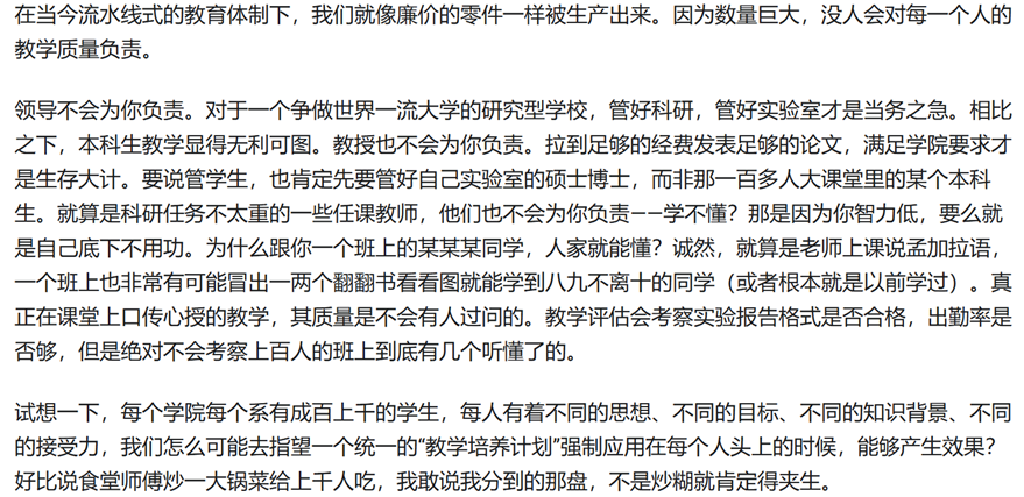 在当今流水线式的教育体制下，我们就像廉价的零件一样被生产出来。因为数量巨大，没人会对每一个人的
教学质量负责。
领导不会为你负责。对于一个争做世界一流大学的研究型学校，管好科研，管好实验室才是当务之急。相比
之下，本科生教学显得无利可图。教授也不会为你负责。拉到足够的经费发表足够的论文，满足学院要求才
是生存大计。要说管学生，也肯定先要管好自己实验室的硕士博士，而非那一百多人大课堂里的某个本科
生。就算是科研任务不太重的一些任课教师，他们也不会为你负责——学不懂？那是因为你智力低，要么就
是自己底下不用功。为什么跟你一个班上的某某某同学，人家就能懂？诚然，就算是老师上课说孟加拉语，
一个班上也非常有可能冒出一两个翻翻书看看图就能学到八九不离十的同学（或者根本就是以前学过）。真
正在课堂上口传心授的教学，其质量是不会有人过问的。教学评估会考察实验报告格式是否合格，出勤率是
否够，但是绝对不会考察上百人的班上到底有几个听懂了的。
试想一下，每个学院每个系有成百上千的学生，每人有着不同的思想、不同的目标、不同的知识背景、不同
的接受力，我们怎么可能去指望一个统一的“教学培养计划”强制应用在每个人头上的时候，能够产生效果？
好比说食堂师傅炒一大锅菜给上千人吃，我敢说我分到的那盘，不是炒糊就肯定得夹生。